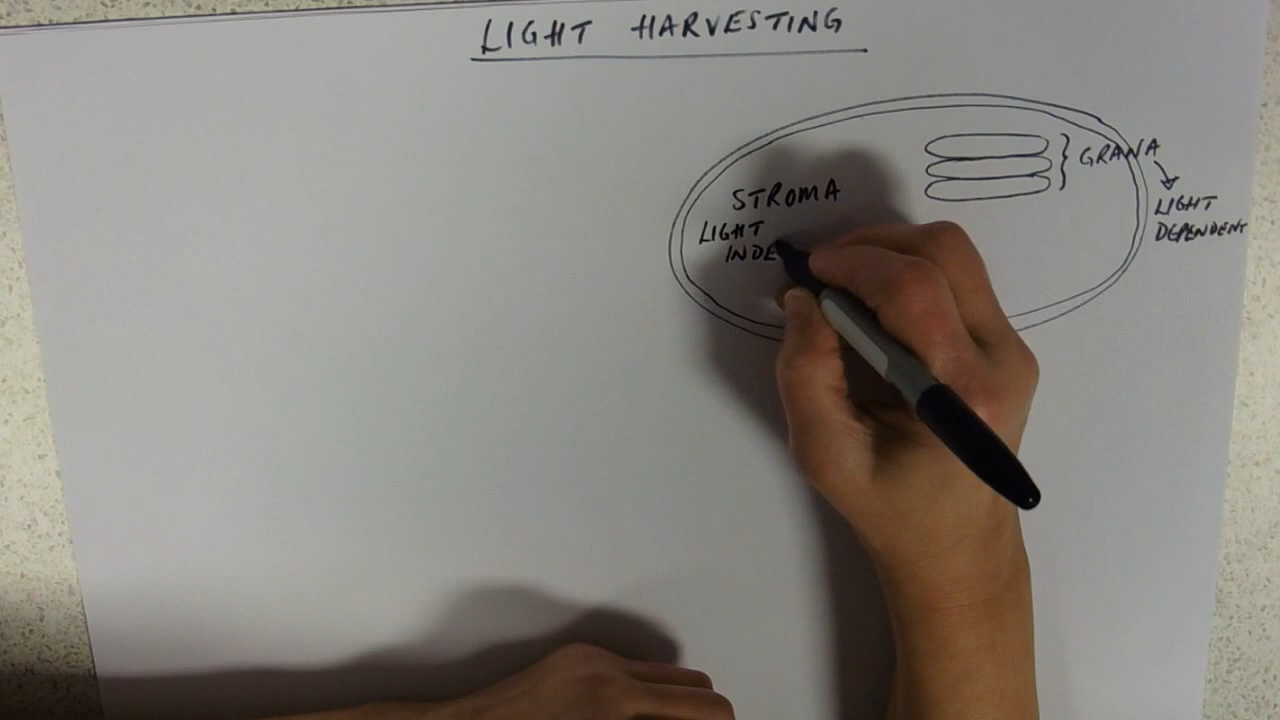 LIGHT HARVESTING
GRANA
STROMA
LIGHT
INDE
LIGHT
DEPENDENT